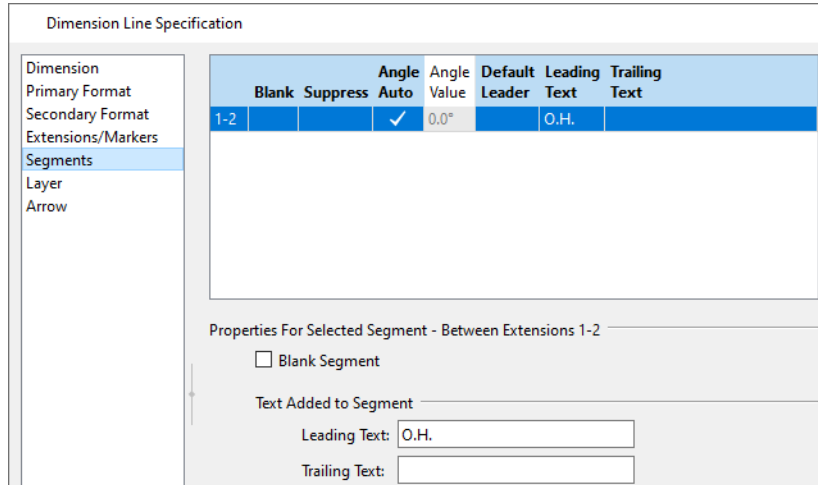 Dimension Line Specification
Dimension
Primary Format
Secondary Format
Extensions/Markers
Segments
Layer
Arrow
Angle Angle Default Leading Trailing
Blank Suppress Auto Value Leader Text Text
1-2 0.0° O.H.
Properties For Selected Segment - Between Extensions 1-2
Blank Segment
Text Added to Segment
Leading Text: O.H.
Trailing Text: